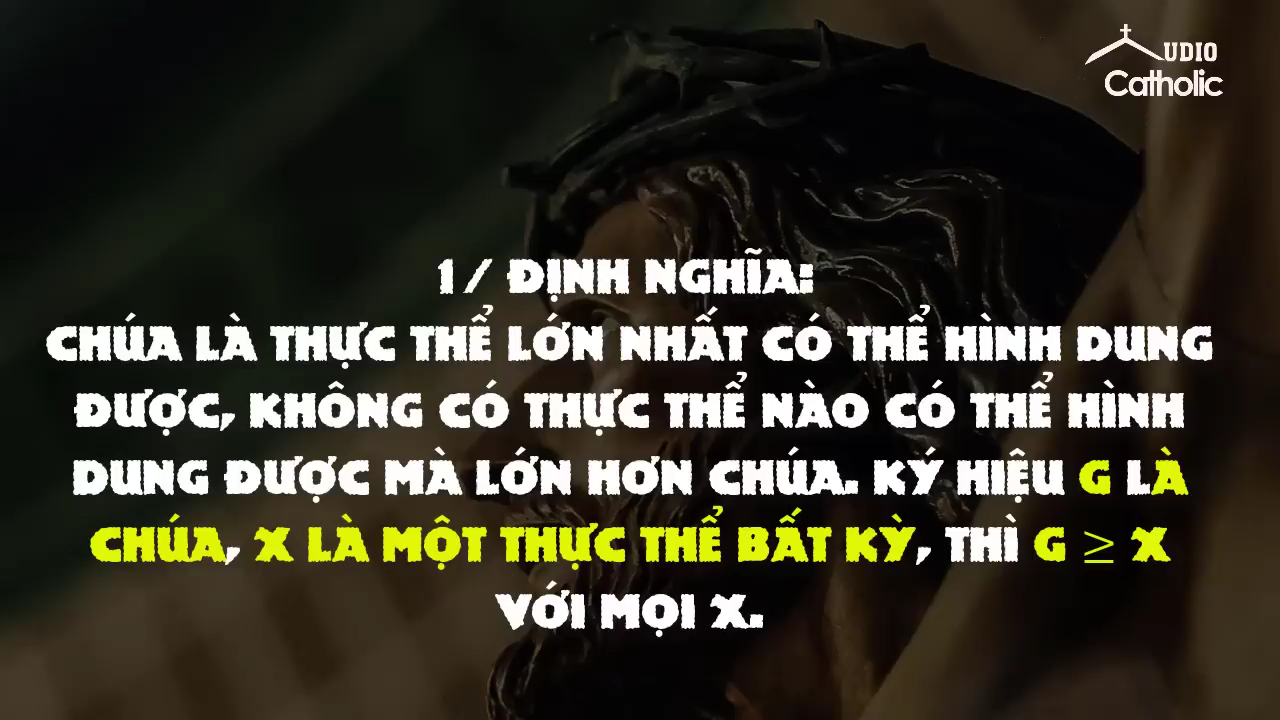 UDIO
Catholic
1/ ĐỊNH NGHĨA:
CHÚA LÀ THỰC THỂ LỚN NHẤT CÓ THỂ HÌNH DUNG
ĐƯỢC, KHÔNG CÓ THỰC THỂ NÀO CÓ THỂ HÌNH
DUNG ĐƯỢC MÀ LỚN HƠN CHÚA. KÝ HIỆU G LÀ
CHÚA, X LÀ MỘT THỰC THỂ BẤT KỲ, THÌ G ≥ X
VỚI MỌI X.